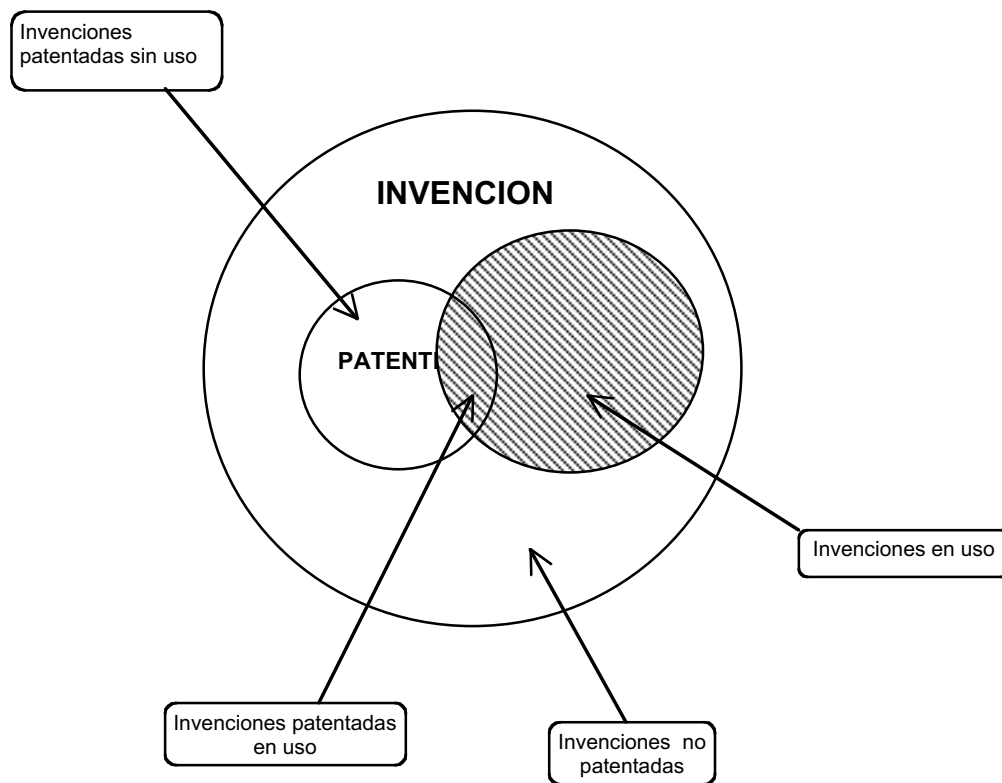 Invenciones
patentadas sin uso
INVENCION
PATENT
Invenciones en uso
Invenciones patentadas
en uso
Invenciones no
patentadas